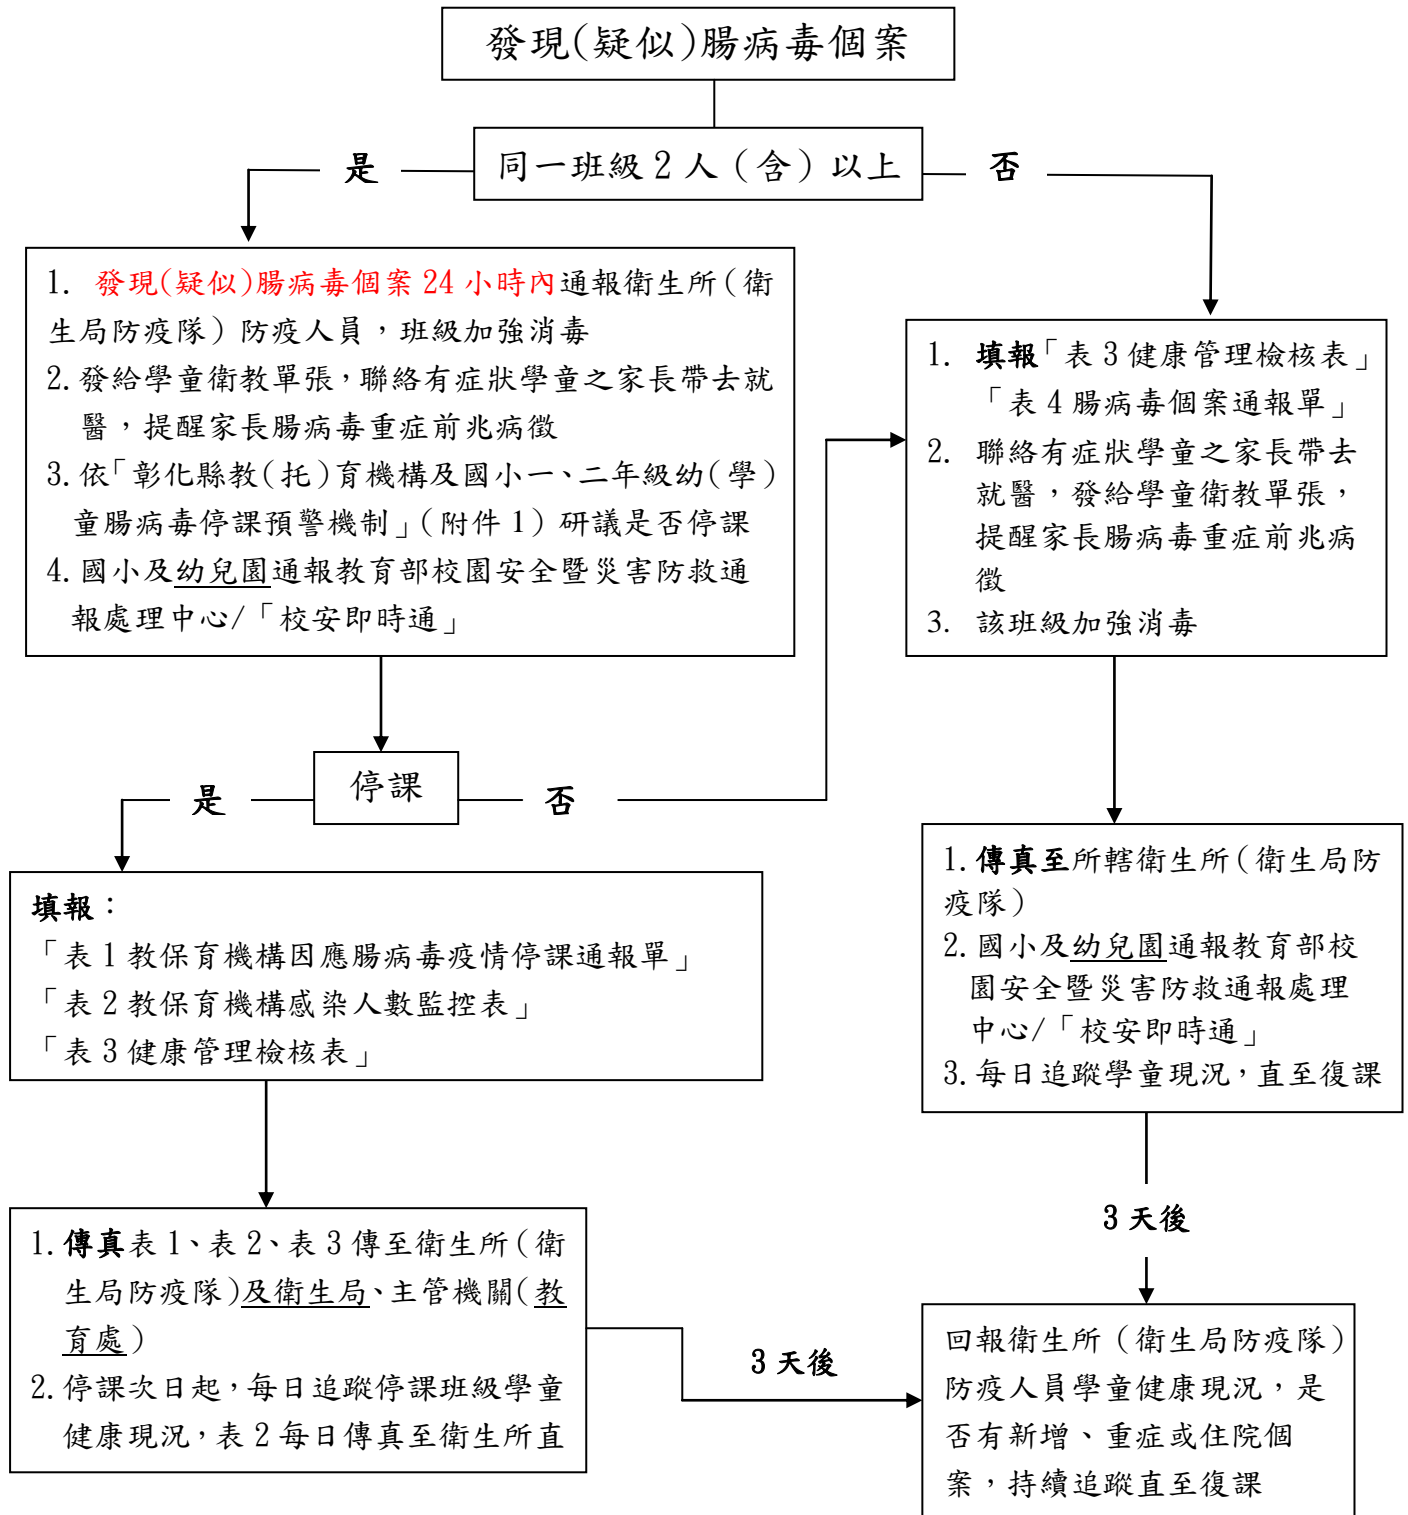 發現(疑似)腸病毒個案
同一班級2人（含）以上
是
否
1. 發現(疑似)腸病毒個案24小時內通報衛生所(衛
生局防疫隊)防疫人員，班級加強消毒
2.發給學童衛教單張，聯絡有症狀學童之家長帶去就
醫，提醒家長腸病毒重症前兆病徵
3.依「彰化縣教(托)育機構及國小一、二年級幼(學)
童腸病毒停課預警機制」(附件1)研議是否停課
4.國小及幼兒園通報教育部校園安全暨災害防救通
報處理中心/「校安即時通」
1. 填報「表3健康管理檢核表」
「表4腸病毒個案通報單」
2. 聯絡有症狀學童之家長帶去
就醫，發給學童衛教單張，
提醒家長腸病毒重症前兆病
徵
3. 該班級加強消毒
停課
是
否
填報：
「表1教保育機構因應腸病毒疫情停課通報單」
「表2教保育機構感染人數監控表」
「表3健康管理檢核表」
1.傳真至所轄衛生所(衛生局防
疫隊)
2.國小及幼兒園通報教育部校
園安全暨災害防救通報處理
中心/「校安即時通」
3.每日追蹤學童現況，直至復課
1.傳真表1、表2、表3傳至衛生所(衛
生局防疫隊)及衛生局、主管機關(教
育處)
2.停課次日起，每日追蹤停課班級學童
健康現況，表2每日傳真至衛生所直
3天後
3天後
回報衛生所（衛生局防疫隊）
防疫人員學童健康現況，是
否有新增、重症或住院個
案，持續追蹤直至復課